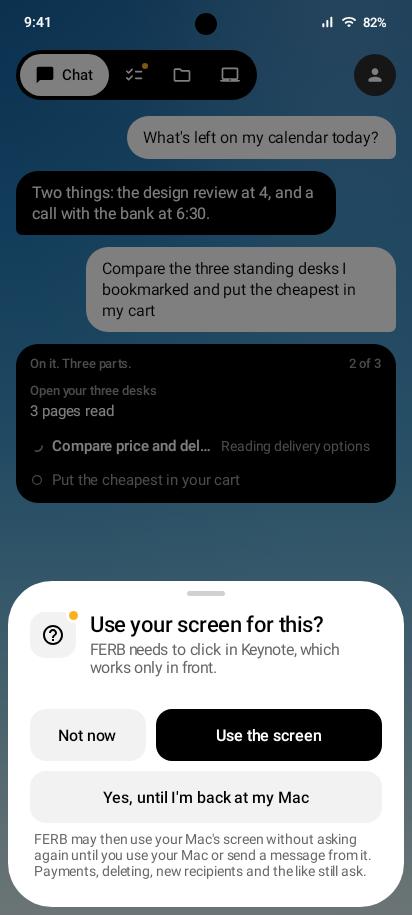 9:41
82%
Chat
What's left on my calendar today?
Two things: the design review at 4, and a
call with the bank at 6:30.
Compare the three standing desks I
bookmarked and put the cheapest in
my cart
On it. Three parts.
2 of 3
Open your three desks
3 pages read
Compare price and del...
Reading delivery options
Put the cheapest in your cart
Use your screen for this?
FERB needs to click in Keynote, which
works only in front.
Not now
Use the screen
Yes, until I'm back at my Mac
FERB may then use your Mac's screen without asking
again until you use your Mac or send a message from it.
Payments, deleting, new recipients and the like still ask.